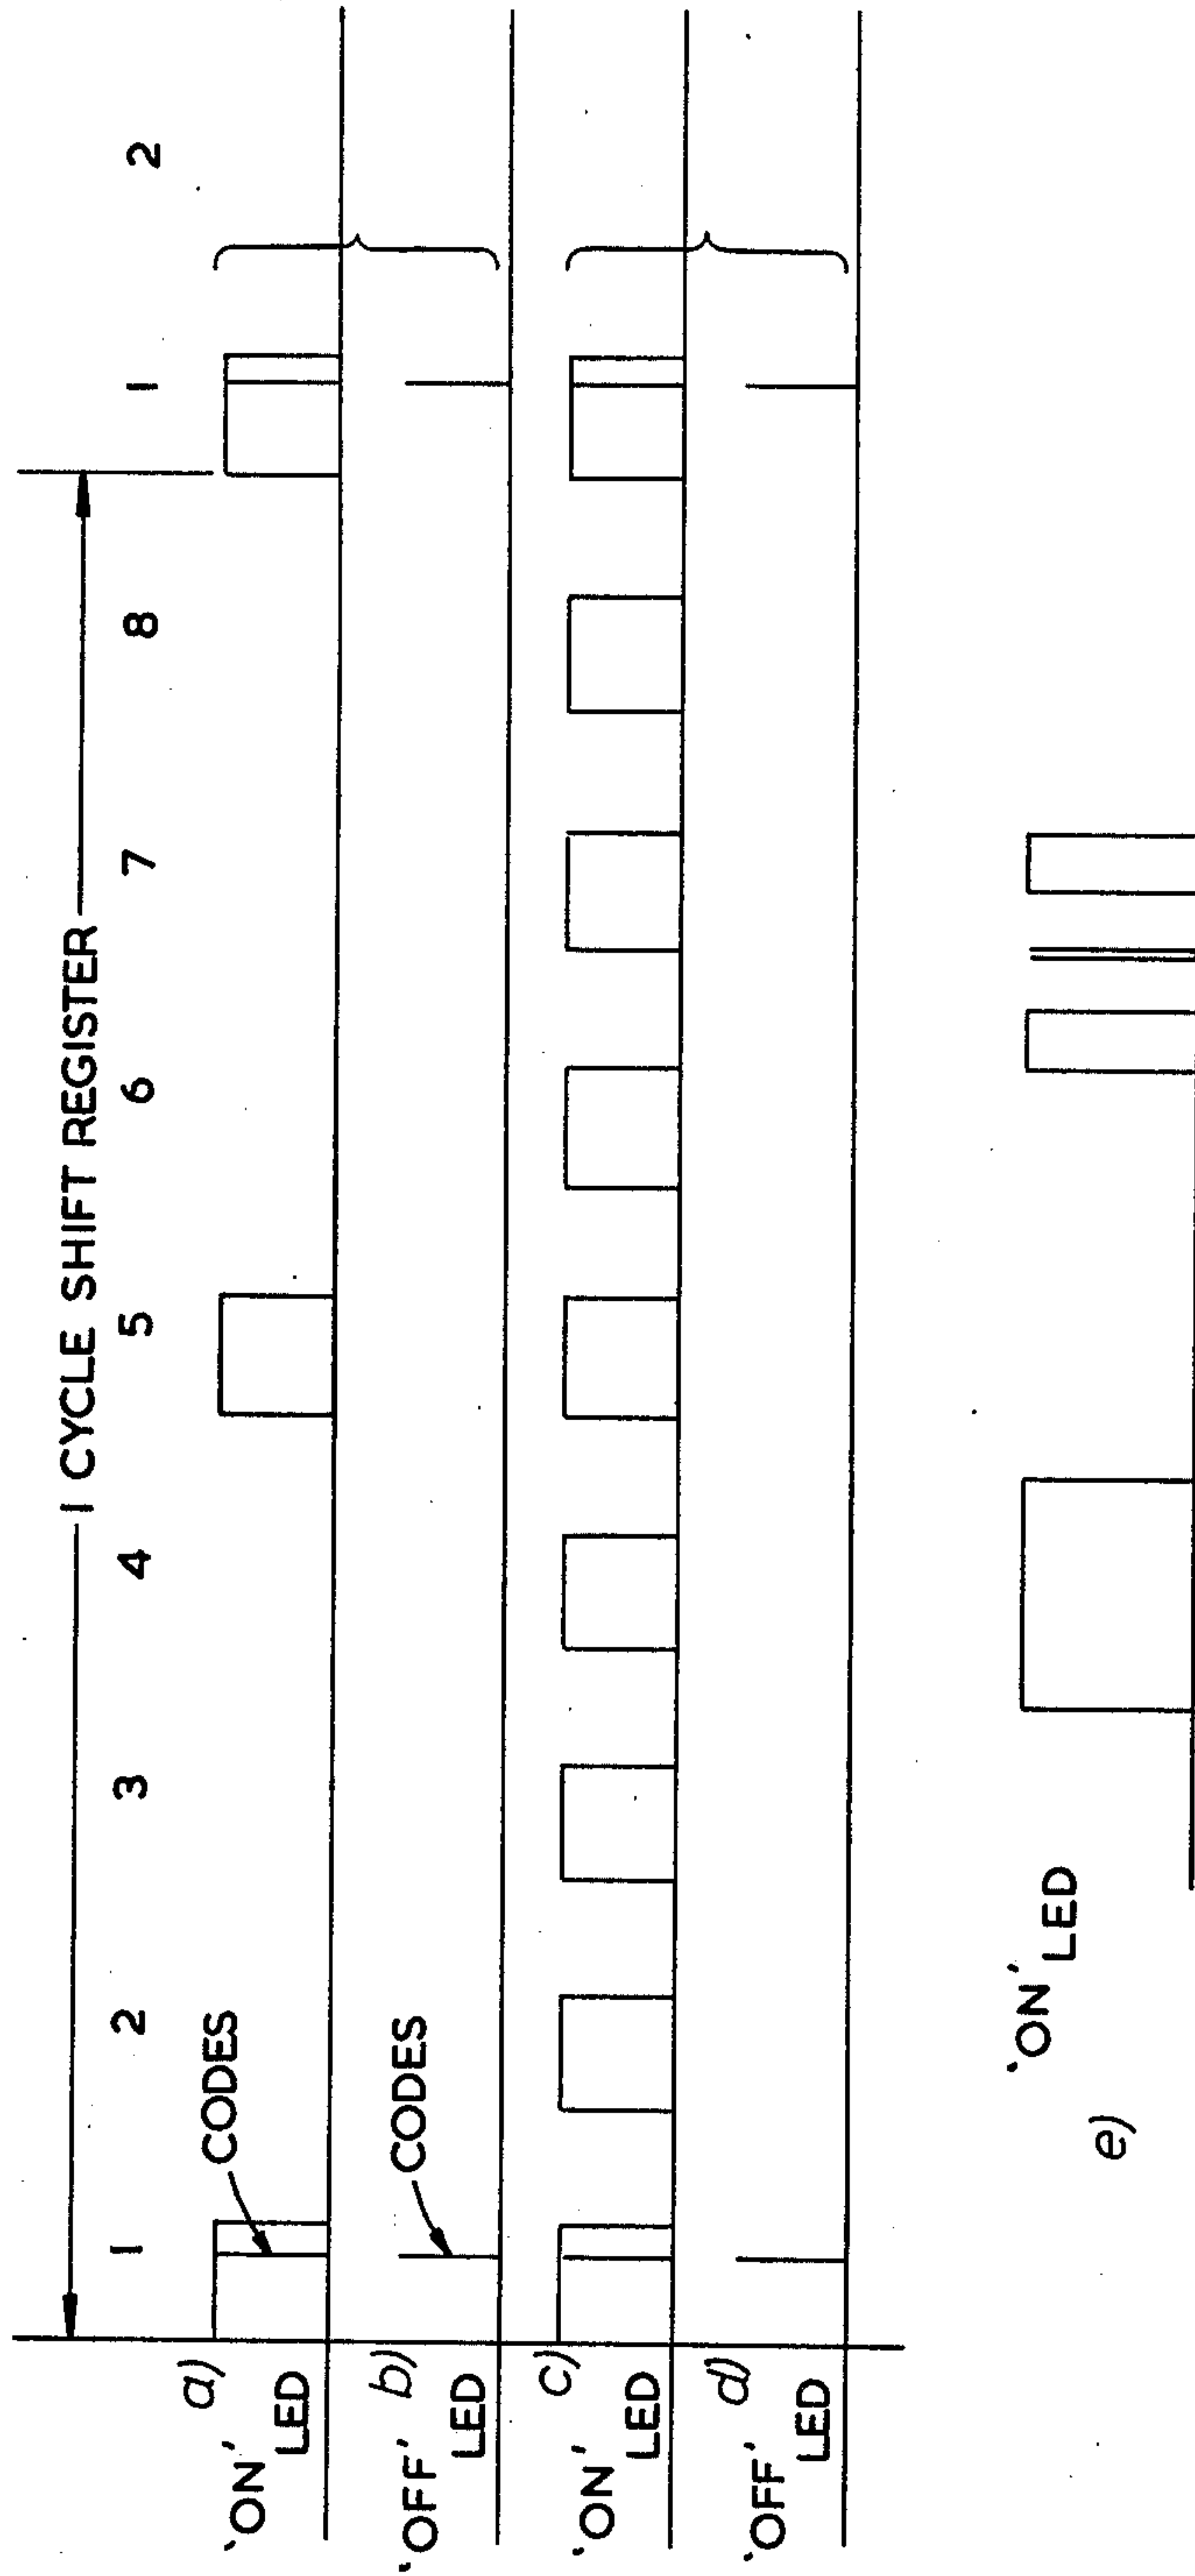 1 CYCLE SHIFT REGISTER
1 2 3 4 5 6 7 8 1 2
a)
'ON' LED
CODES
b)
'OFF' LED
CODES
c)
'ON' LED
d)
'OFF' LED
e)
'ON' LED